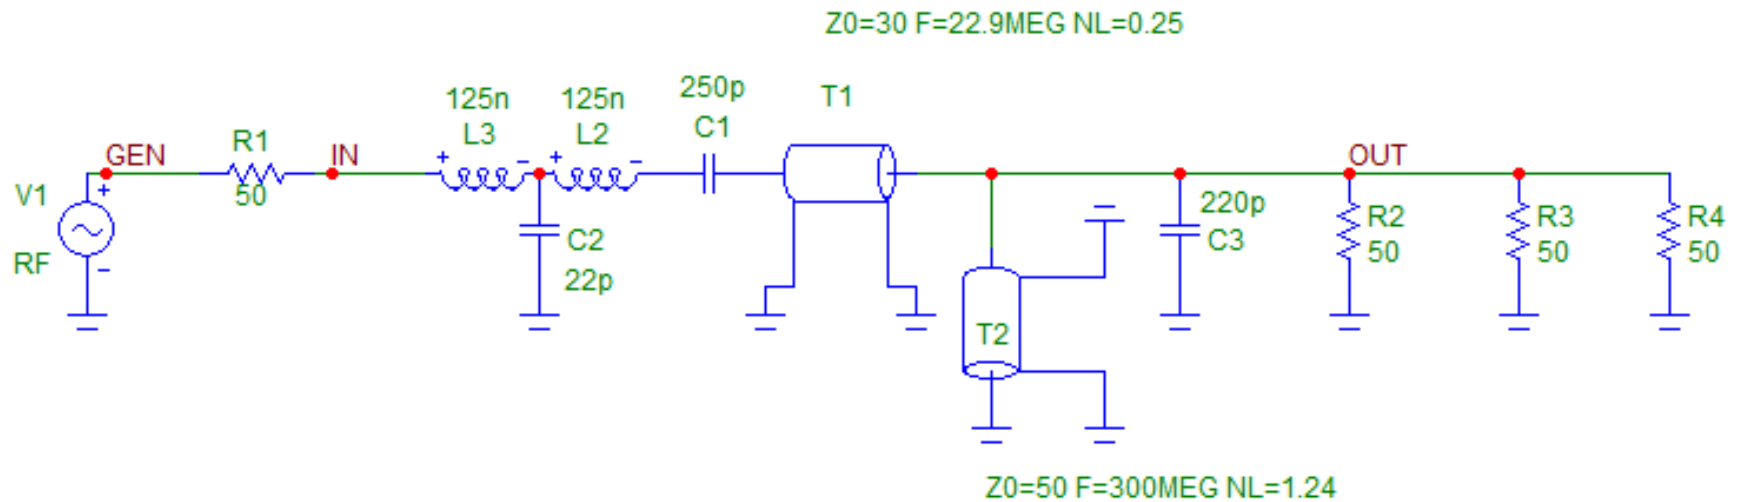 Z0=30 F=22.9MEG NL=0.25
GEN
R1
50
IN
125n
L3
125n
L2
250p
C1
T1
OUT
V1
RF
+
-
+
-
+
-
C2
22p
T2
220p
C3
R2
50
R3
50
R4
50
Z0=50 F=300MEG NL=1.24